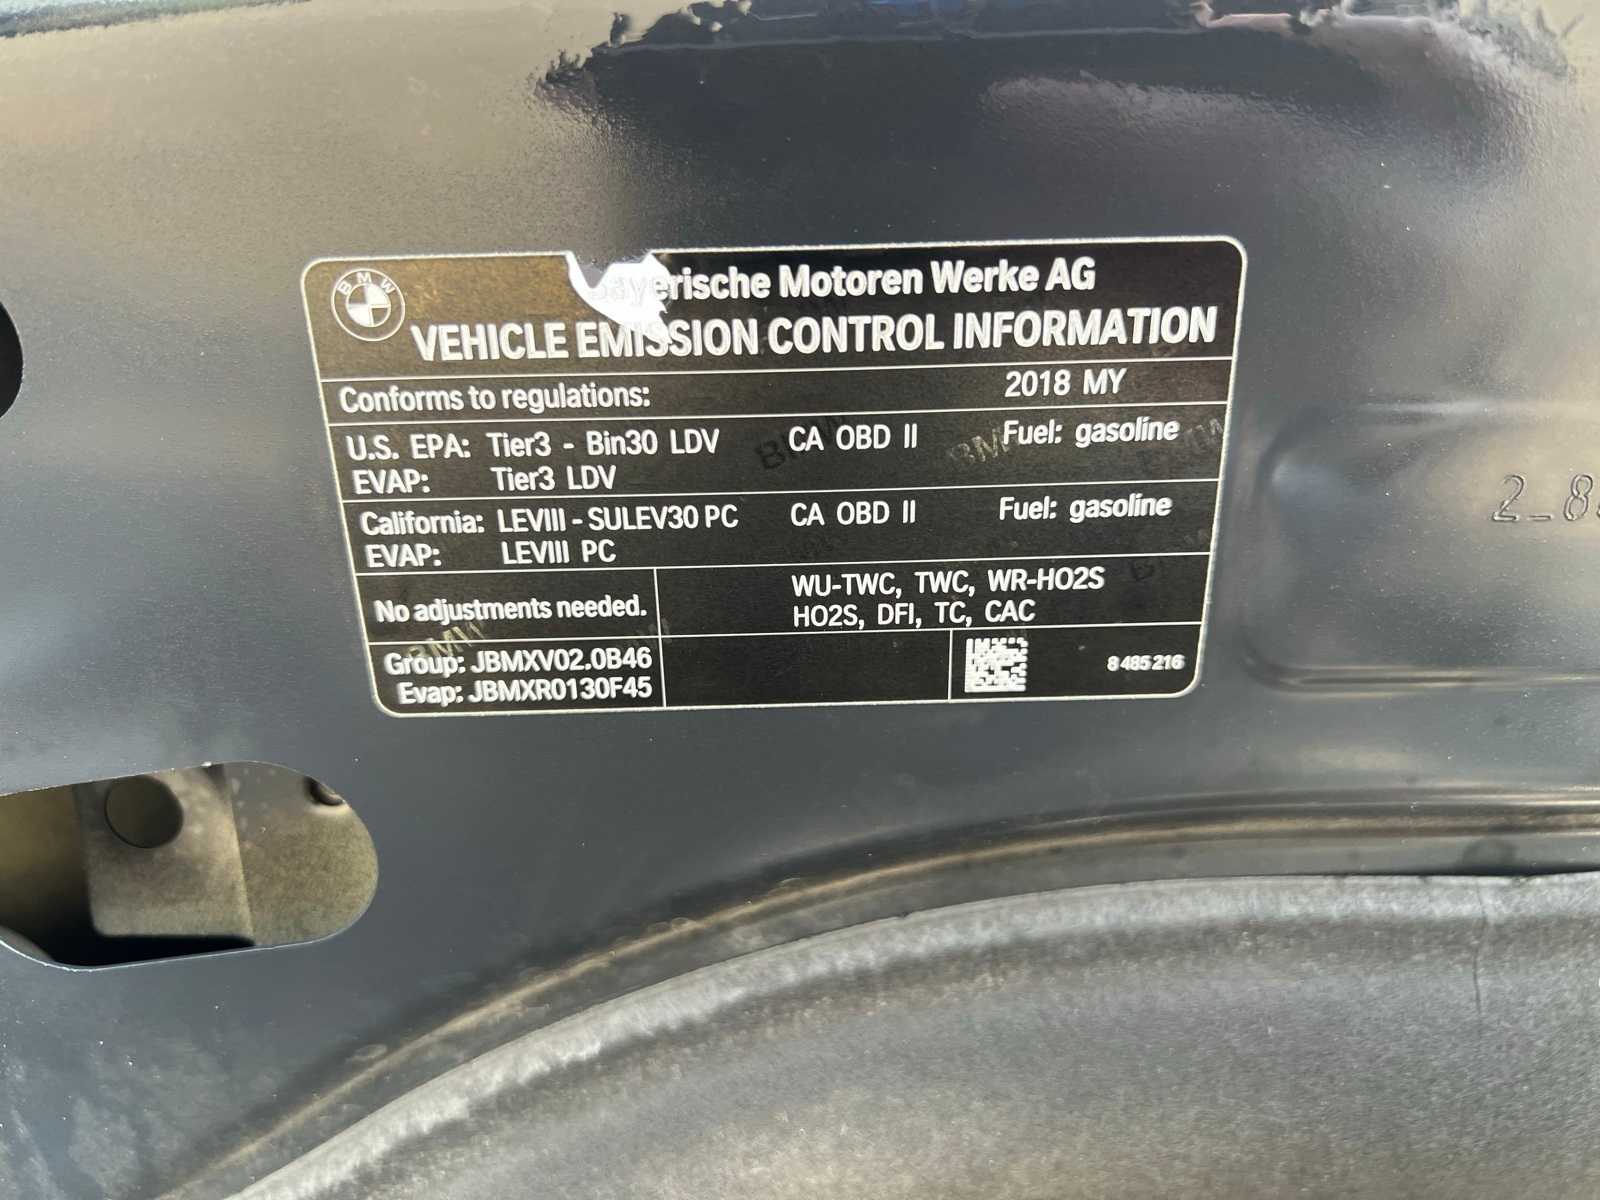 BMW
Bayerische Motoren Werke AG
VEHICLE EMISSION CONTROL INFORMATION
Conforms to regulations: 2018 MY
U.S. EPA: Tier3 - Bin30 LDV CA OBD II Fuel: gasoline
EVAP: Tier3 LDV
California: LEVIII - SULEV30 PC CA OBD II Fuel: gasoline
EVAP: LEVIII PC
No adjustments needed.
WU-TWC, TWC, WR-HO2S
HO2S, DFI, TC, CAC
Group: JBMXV02.0B46
Evap: JBMXR0130F45
8 485 216